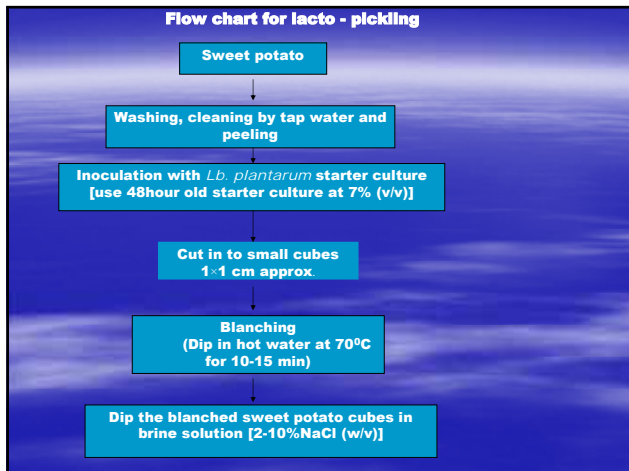 Flow chart for lacto - pickling
Sweet potato
Washing, cleaning by tap water and
peeling
Inoculation with Lb. plantarum starter culture
[use 48hour old starter culture at 7% (v/v)]
Cut in to small cubes
1×1 cm approx.
Blanching
(Dip in hot water at 70⁰C
for 10-15 min)
Dip the blanched sweet potato cubes in
brine solution [2-10%NaCl (w/v)]